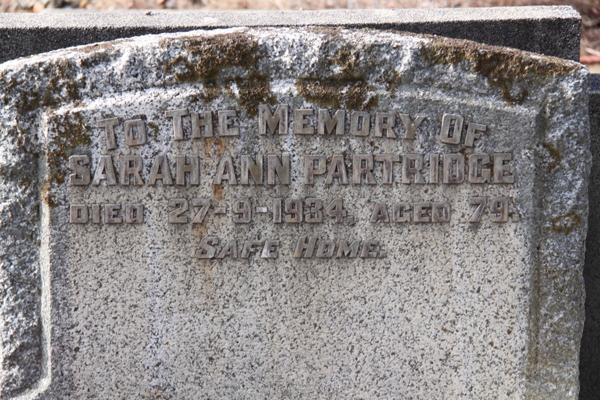 TO THE MEMORY OF
SARAH ANN PARTRIDGE
DIED 27-9-1934, AGED 79.
SAFE HOME.